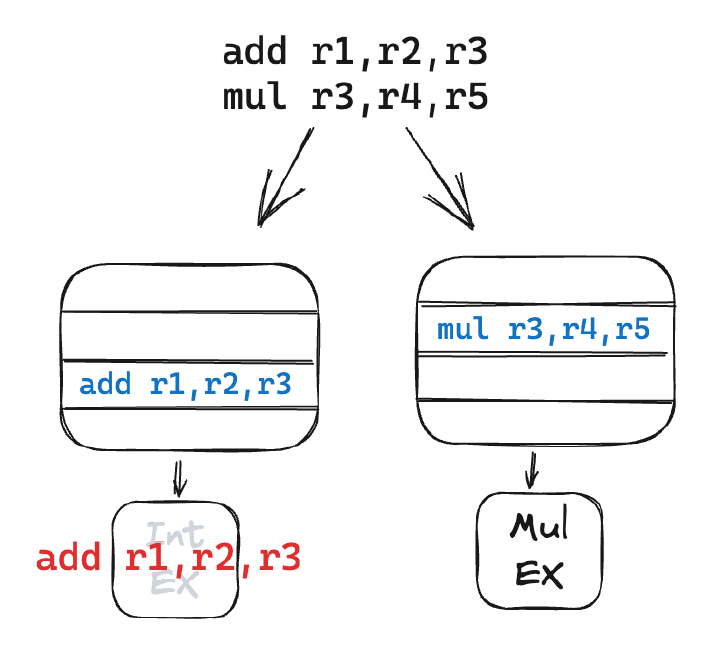 add r1,r2,r3
mul r3,r4,r5
mul r3,r4,r5
add r1,r2,r3
Int
EX
add r1,r2,r3
Mul
EX